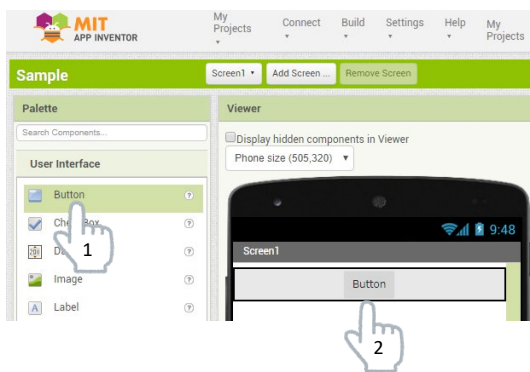 MIT
APP INVENTOR
My
Projects
Connect
Build
Settings
Help
My
Projects
Sample
Screen1
Add Screen ...
Remove Screen
Palette
Search Components...
User Interface
Button
1
Image
Label
Viewer
Display hidden components in Viewer
Phone size (505,320)
9:48
Screen1
Button
2